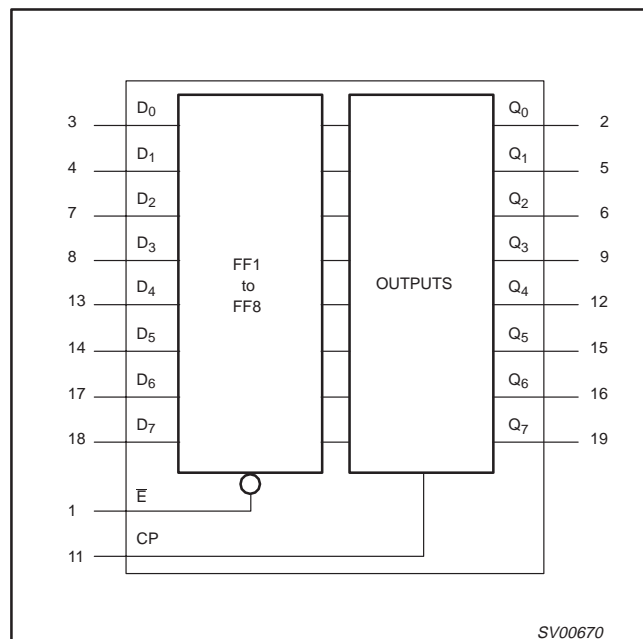 3 D0 Q0 2
4 D1 Q1 5
7 D2 Q2 6
8 D3 Q3 9
FF1
to
FF8
OUTPUTS
13 D4 Q4 12
14 D5 Q5 15
17 D6 Q6 16
18 D7 Q7 19
1 E̅
11 CP
SV00670